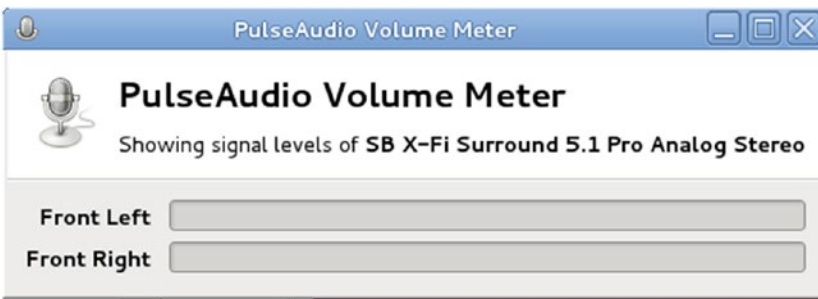 PulseAudio Volume Meter
PulseAudio Volume Meter
Showing signal levels of SB X-Fi Surround 5.1 Pro Analog Stereo
Front Left
Front Right